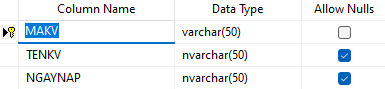 Column Name Data Type Allow Nulls
MAKV varchar(50)
TENKV nvarchar(50)
NGAYNAP nvarchar(50)